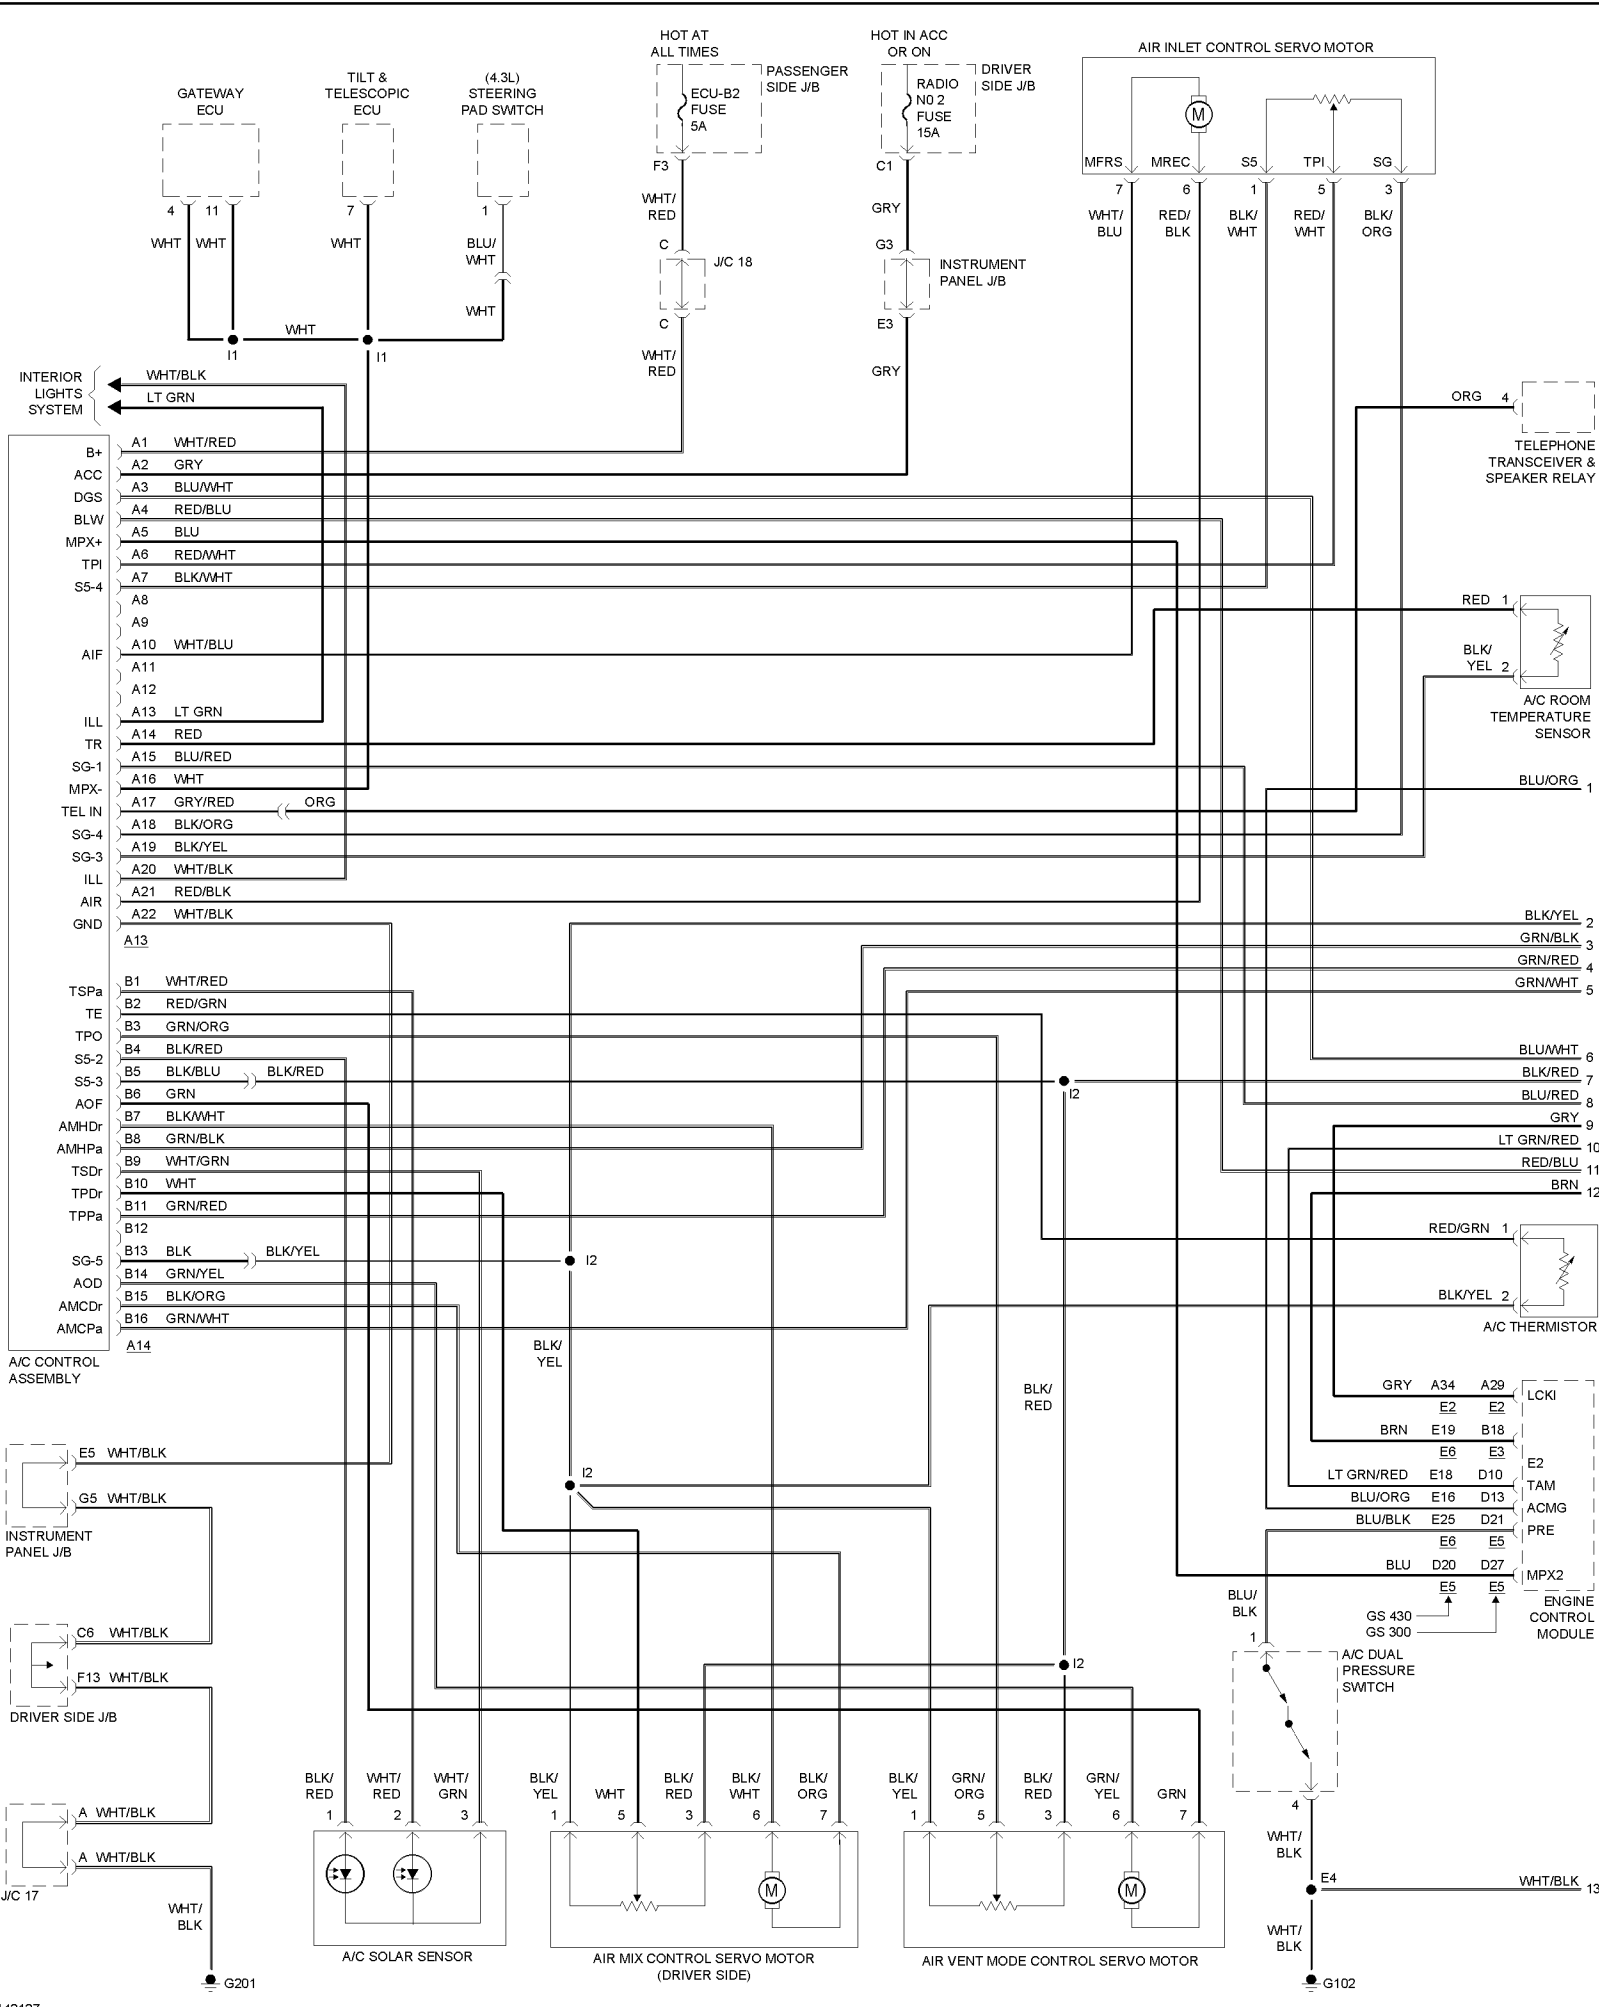 HOT AT
ALL TIMES
HOT IN ACC
OR ON
AIR INLET CONTROL SERVO MOTOR
GATEWAY
ECU
TILT &
TELESCOPIC
ECU
(4.3L)
STEERING
PAD SWITCH
ECU-B2
FUSE
5A
PASSENGER
SIDE J/B
RADIO
NO 2
FUSE
15A
DRIVER
SIDE J/B
M
MFRS MREC S5 TPI SG
4 11 7 1 F3 C1 7 6 1 5 3
WHT WHT WHT
BLU/
WHT
WHT/
RED
GRY
WHT/
BLU
RED/
BLK
BLK/
WHT
RED/
WHT
BLK/
ORG
C G3
J/C 18
INSTRUMENT
PANEL J/B
WHT
C E3
WHT
I1 I1
WHT/
RED
GRY
INTERIOR
LIGHTS
SYSTEM
WHT/BLK
LT GRN
ORG 4
TELEPHONE
TRANSCEIVER &
SPEAKER RELAY
B+ A1 WHT/RED
ACC A2 GRY
DGS A3 BLU/WHT
BLW A4 RED/BLU
MPX+ A5 BLU
TPI A6 RED/WHT
S5-4 A7 BLK/WHT
A8
A9
AIF A10 WHT/BLU
A11
A12
ILL A13 LT GRN
TR A14 RED
SG-1 A15 BLU/RED
MPX- A16 WHT
TEL IN A17 GRY/RED ORG
SG-4 A18 BLK/ORG
SG-3 A19 BLK/YEL
ILL A20 WHT/BLK
AIR A21 RED/BLK
GND A22 WHT/BLK
A13
RED 1
BLK/
YEL 2
A/C ROOM
TEMPERATURE
SENSOR
BLU/ORG 1
BLK/YEL 2
GRN/BLK 3
GRN/RED 4
GRN/WHT 5
TSPa B1 WHT/RED
TE B2 RED/GRN
TPO B3 GRN/ORG
S5-2 B4 BLK/RED
S5-3 B5 BLK/BLU BLK/RED
AOF B6 GRN
AMHDr B7 BLK/WHT
AMHPa B8 GRN/BLK
TSDr B9 WHT/GRN
TPDr B10 WHT
TPPa B11 GRN/RED
B12
SG-5 B13 BLK BLK/YEL I2
AOD B14 GRN/YEL
AMCDr B15 BLK/ORG
AMCPa B16 GRN/WHT
A14
A/C CONTROL
ASSEMBLY
I2
BLU/WHT 6
BLK/RED 7
BLU/RED 8
GRY 9
LT GRN/RED 10
RED/BLU 11
BRN 12
RED/GRN 1
BLK/YEL 2
A/C THERMISTOR
BLK/
YEL
BLK/
RED
GRY A34 A29 LCKI
E2 E2
BRN E19 B18
E6 E3
E2
LT GRN/RED E18 D10 TAM
BLU/ORG E16 D13 ACMG
BLU/BLK E25 D21 PRE
E6 E5
BLU D20 D27 MPX2
E5 E5
GS 430
GS 300
ENGINE
CONTROL
MODULE
E5 WHT/BLK
G5 WHT/BLK
INSTRUMENT
PANEL J/B
I2
C6 WHT/BLK
F13 WHT/BLK
DRIVER SIDE J/B
I2
BLU/
BLK
1
A/C DUAL
PRESSURE
SWITCH
A WHT/BLK
A WHT/BLK
J/C 17
WHT/
BLK
G201
BLK/
RED
1
WHT/
RED
2
WHT/
GRN
3
A/C SOLAR SENSOR
BLK/
YEL
1
WHT
5
BLK/
RED
3
BLK/
WHT
6
BLK/
ORG
7
M
AIR MIX CONTROL SERVO MOTOR
(DRIVER SIDE)
BLK/
YEL
1
GRN/
ORG
5
BLK/
RED
3
GRN/
YEL
6
GRN
7
M
AIR VENT MODE CONTROL SERVO MOTOR
4
WHT/
BLK
E4
WHT/BLK 13
WHT/
BLK
G102